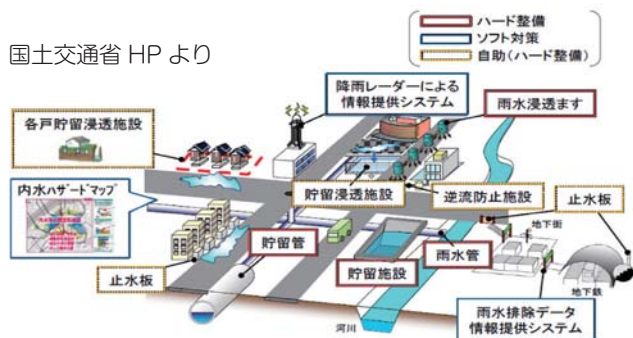 国土交通省 HP より
ハード整備
ソフト対策
自助(ハード整備)
降雨レーダーによる
情報提供システム
雨水浸透ます
各戸貯留浸透施設
内水ハザードマップ
貯留浸透施設
逆流防止施設
止水板
地下街
貯留管
止水板
貯留施設
雨水管
地下鉄
河川
雨水排除データ
情報提供システム